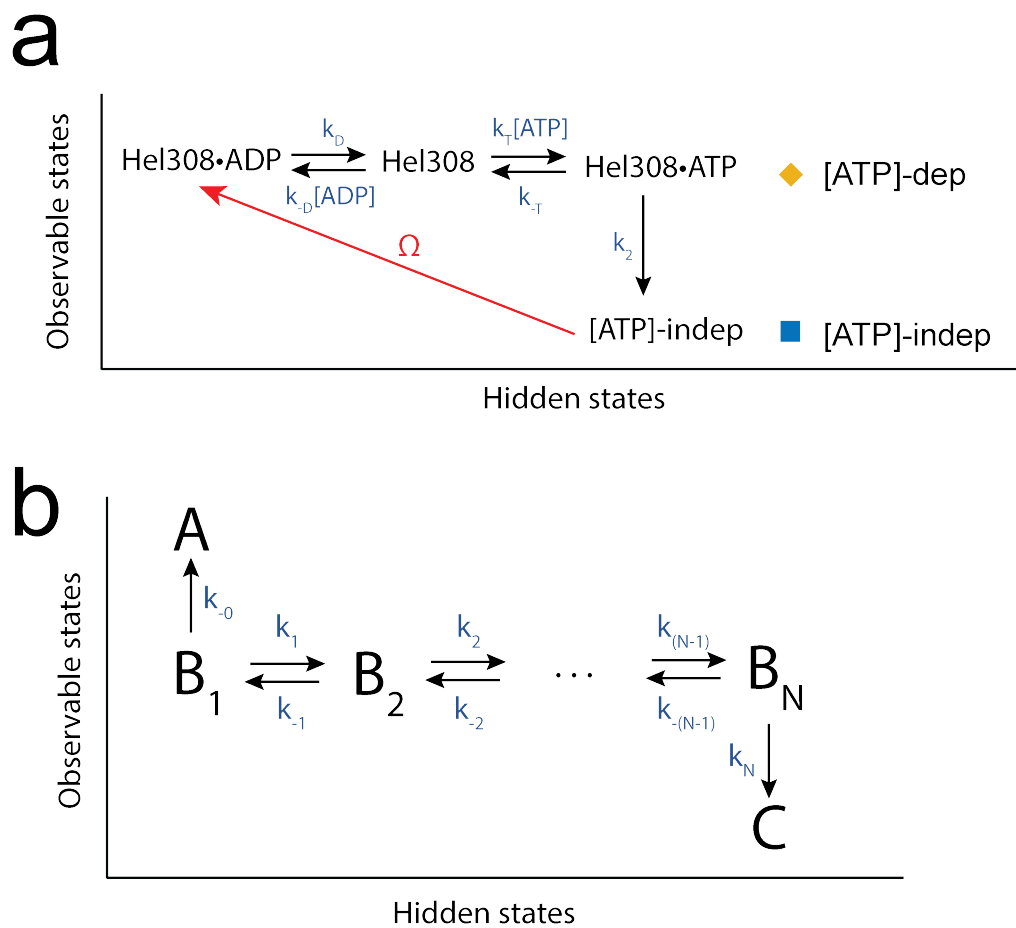 a
Observable states
Hel308•ADP
k_D
k_-D[ADP]
Hel308
k_T[ATP]
k_-T
Hel308•ATP
[ATP]-dep
Ω
k_2
[ATP]-indep
[ATP]-indep
Hidden states
b
Observable states
A
k_-0
B_1
k_1
k_-1
B_2
k_2
k_-2
...
k_(N-1)
k_-(N-1)
B_N
k_N
C
Hidden states